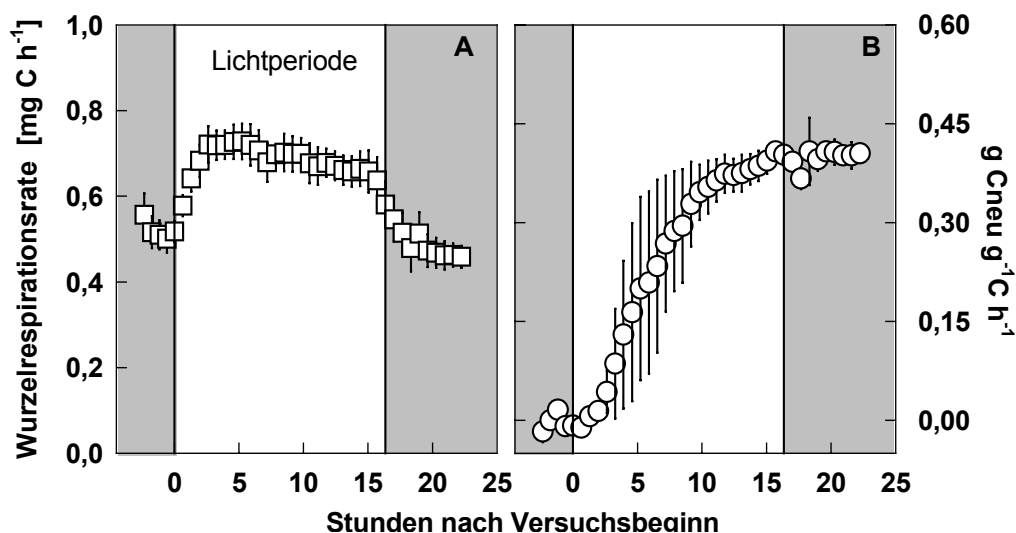 A
B
Lichtperiode
Wurzelrespirationsrate [mg C h-1]
1,0
0,8
0,6
0,4
0,2
0,0
0 5 10 15 20
0 5 10 15 20 25
0,60
0,45
0,30
0,15
0,00
g Cneu g-1C h-1
Stunden nach Versuchsbeginn